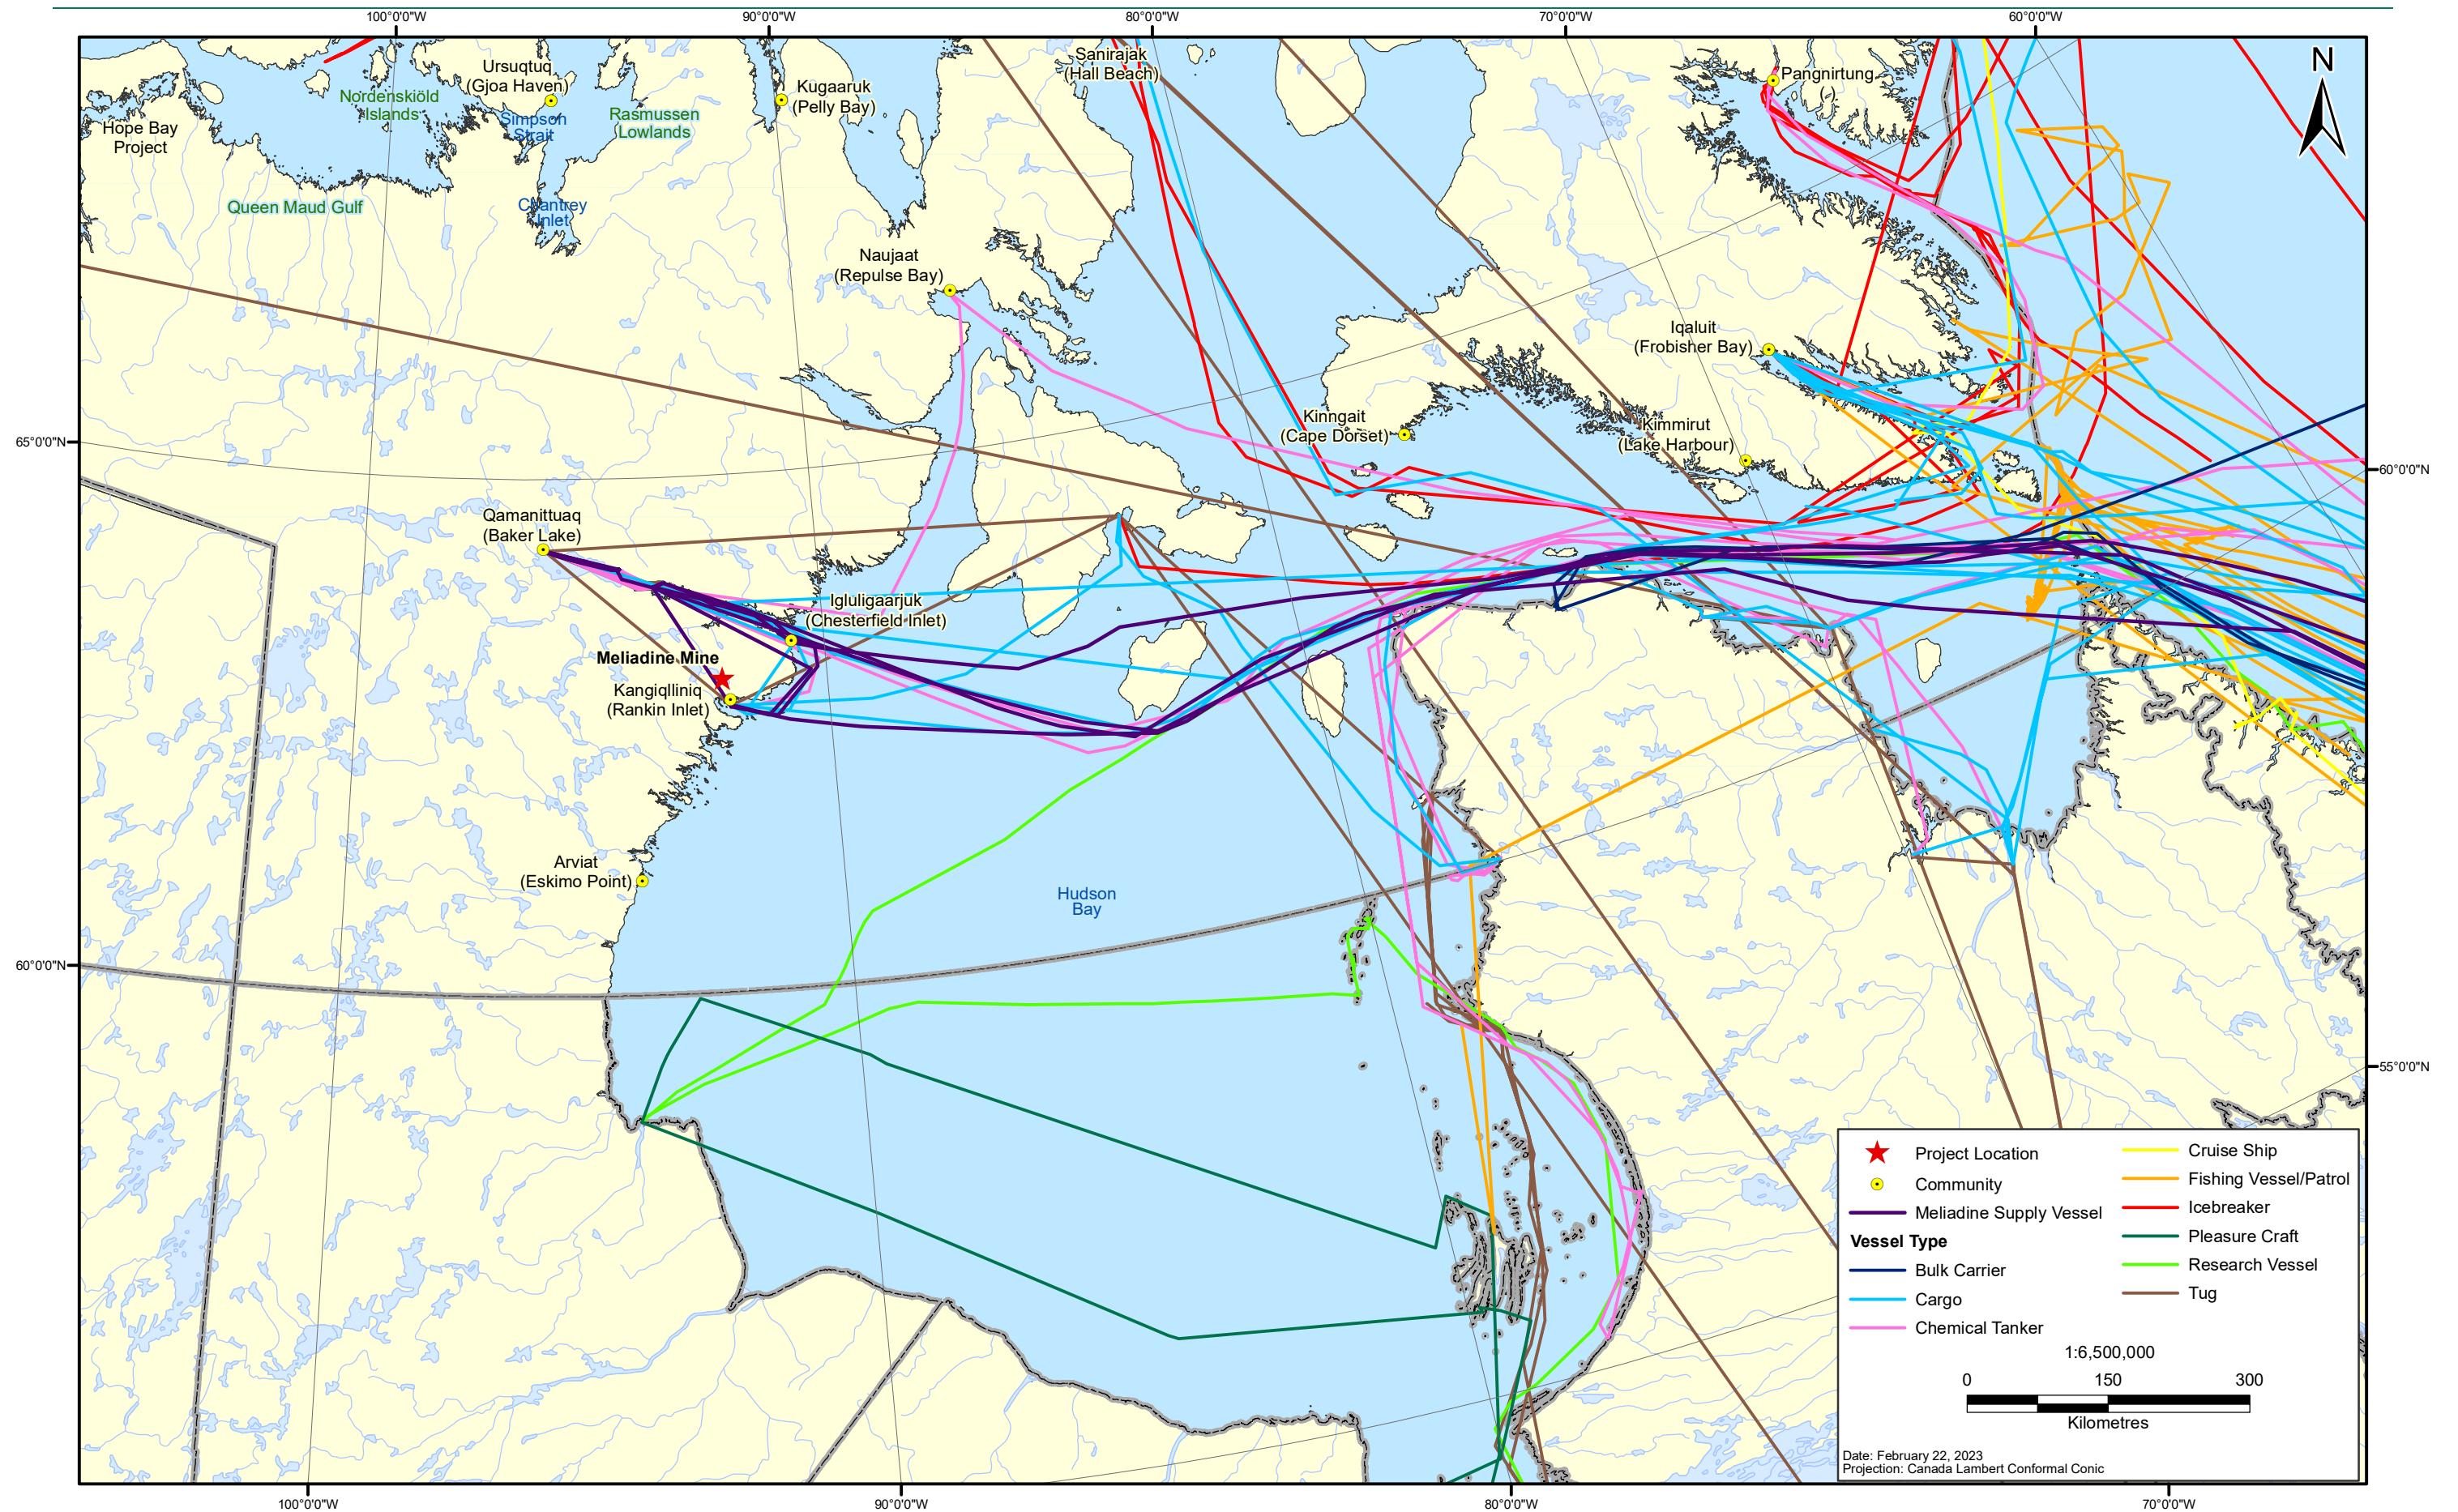 100°0'0"W
90°0'0"W
80°0'0"W
70°0'0"W
60°0'0"W
N
Sanirajak
(Hall Beach)
Ursuqtuq
(Gjoa Haven)
Kugaaruk
(Pelly Bay)
Pangnirtung
Nordenskiöld
Islands
Simpson
Strait
Rasmussen
Lowlands
Hope Bay
Project
Queen Maud Gulf
Chantrey
Inlet
Naujaat
(Repulse Bay)
Iqaluit
(Frobisher Bay)
Kinngait
(Cape Dorset)
Kimmirut
(Lake Harbour)
65°0'0"N
60°0'0"N
Qamanittuaq
(Baker Lake)
Igluligaarjuk
(Chesterfield Inlet)
Meliadine Mine
Kangiqlliniq
(Rankin Inlet)
Arviat
(Eskimo Point)
Hudson
Bay
60°0'0"N
55°0'0"N
Project Location
Community
Meliadine Supply Vessel
Vessel Type
Bulk Carrier
Cargo
Chemical Tanker
Cruise Ship
Fishing Vessel/Patrol
Icebreaker
Pleasure Craft
Research Vessel
Tug
1:6,500,000
0 150 300
Kilometres
Date: February 22, 2023
Projection: Canada Lambert Conformal Conic
100°0'0"W
90°0'0"W
80°0'0"W
70°0'0"W